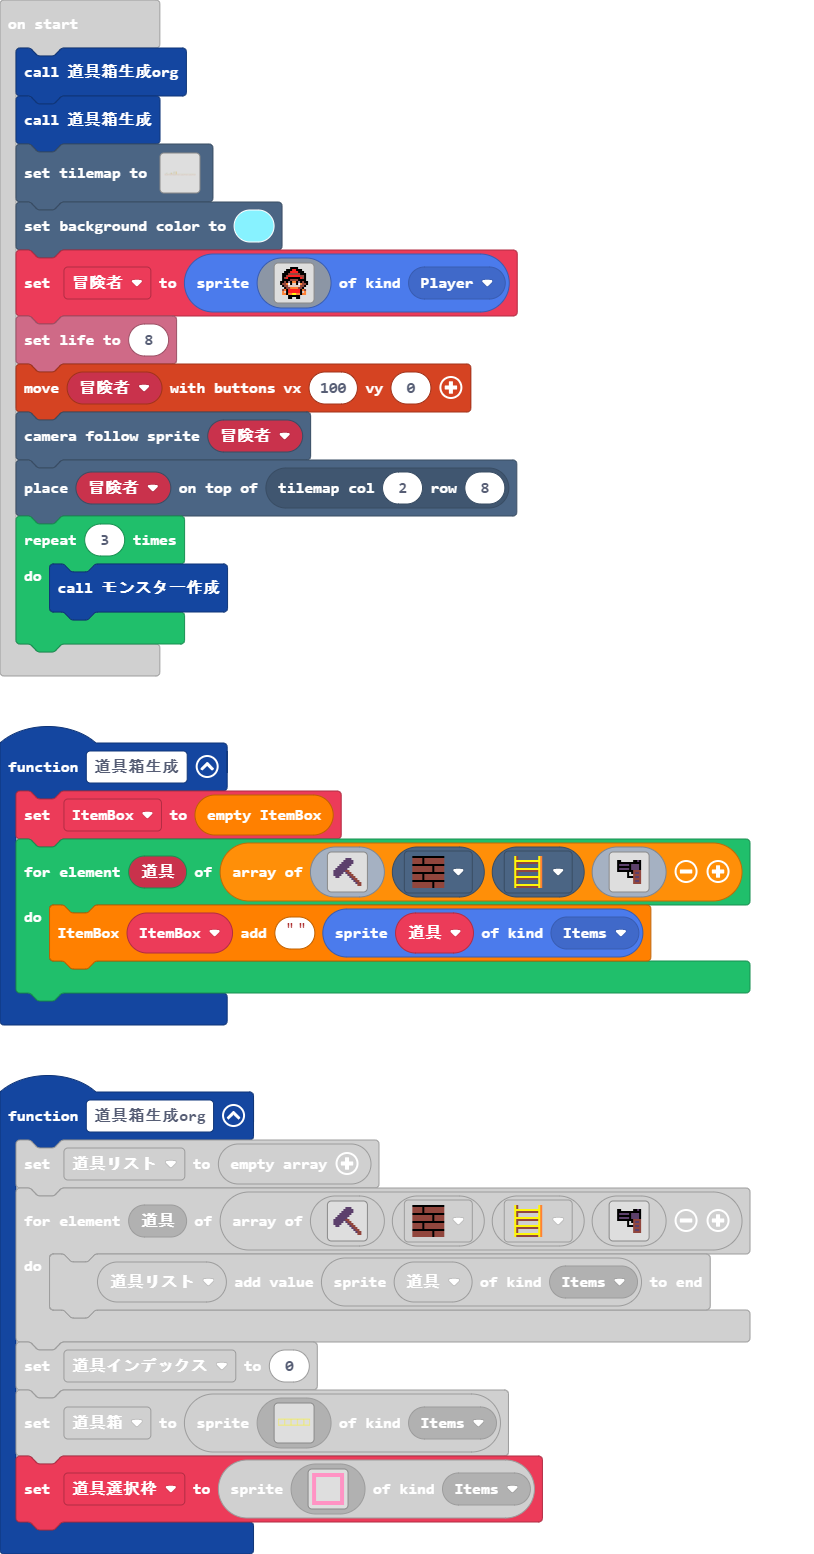 on start
call 道具箱生成org
call 道具箱生成
set tilemap to
set background color to
set 冒険者 to sprite of kind Player
set life to 8
move 冒険者 with buttons vx 100 vy 0
camera follow sprite 冒険者
place 冒険者 on top of tilemap col 2 row 8
repeat 3 times
do call モンスター作成
function 道具箱生成
set ItemBox to empty ItemBox
for element 道具 of array of
do
ItemBox ItemBox add " " sprite 道具 of kind Items
function 道具箱生成org
set 道具リスト to empty array
for element 道具 of array of
do
道具リスト add value sprite 道具 of kind Items to end
set 道具インデックス to 0
set 道具箱 to sprite of kind Items
set 道具選択枠 to sprite of kind Items